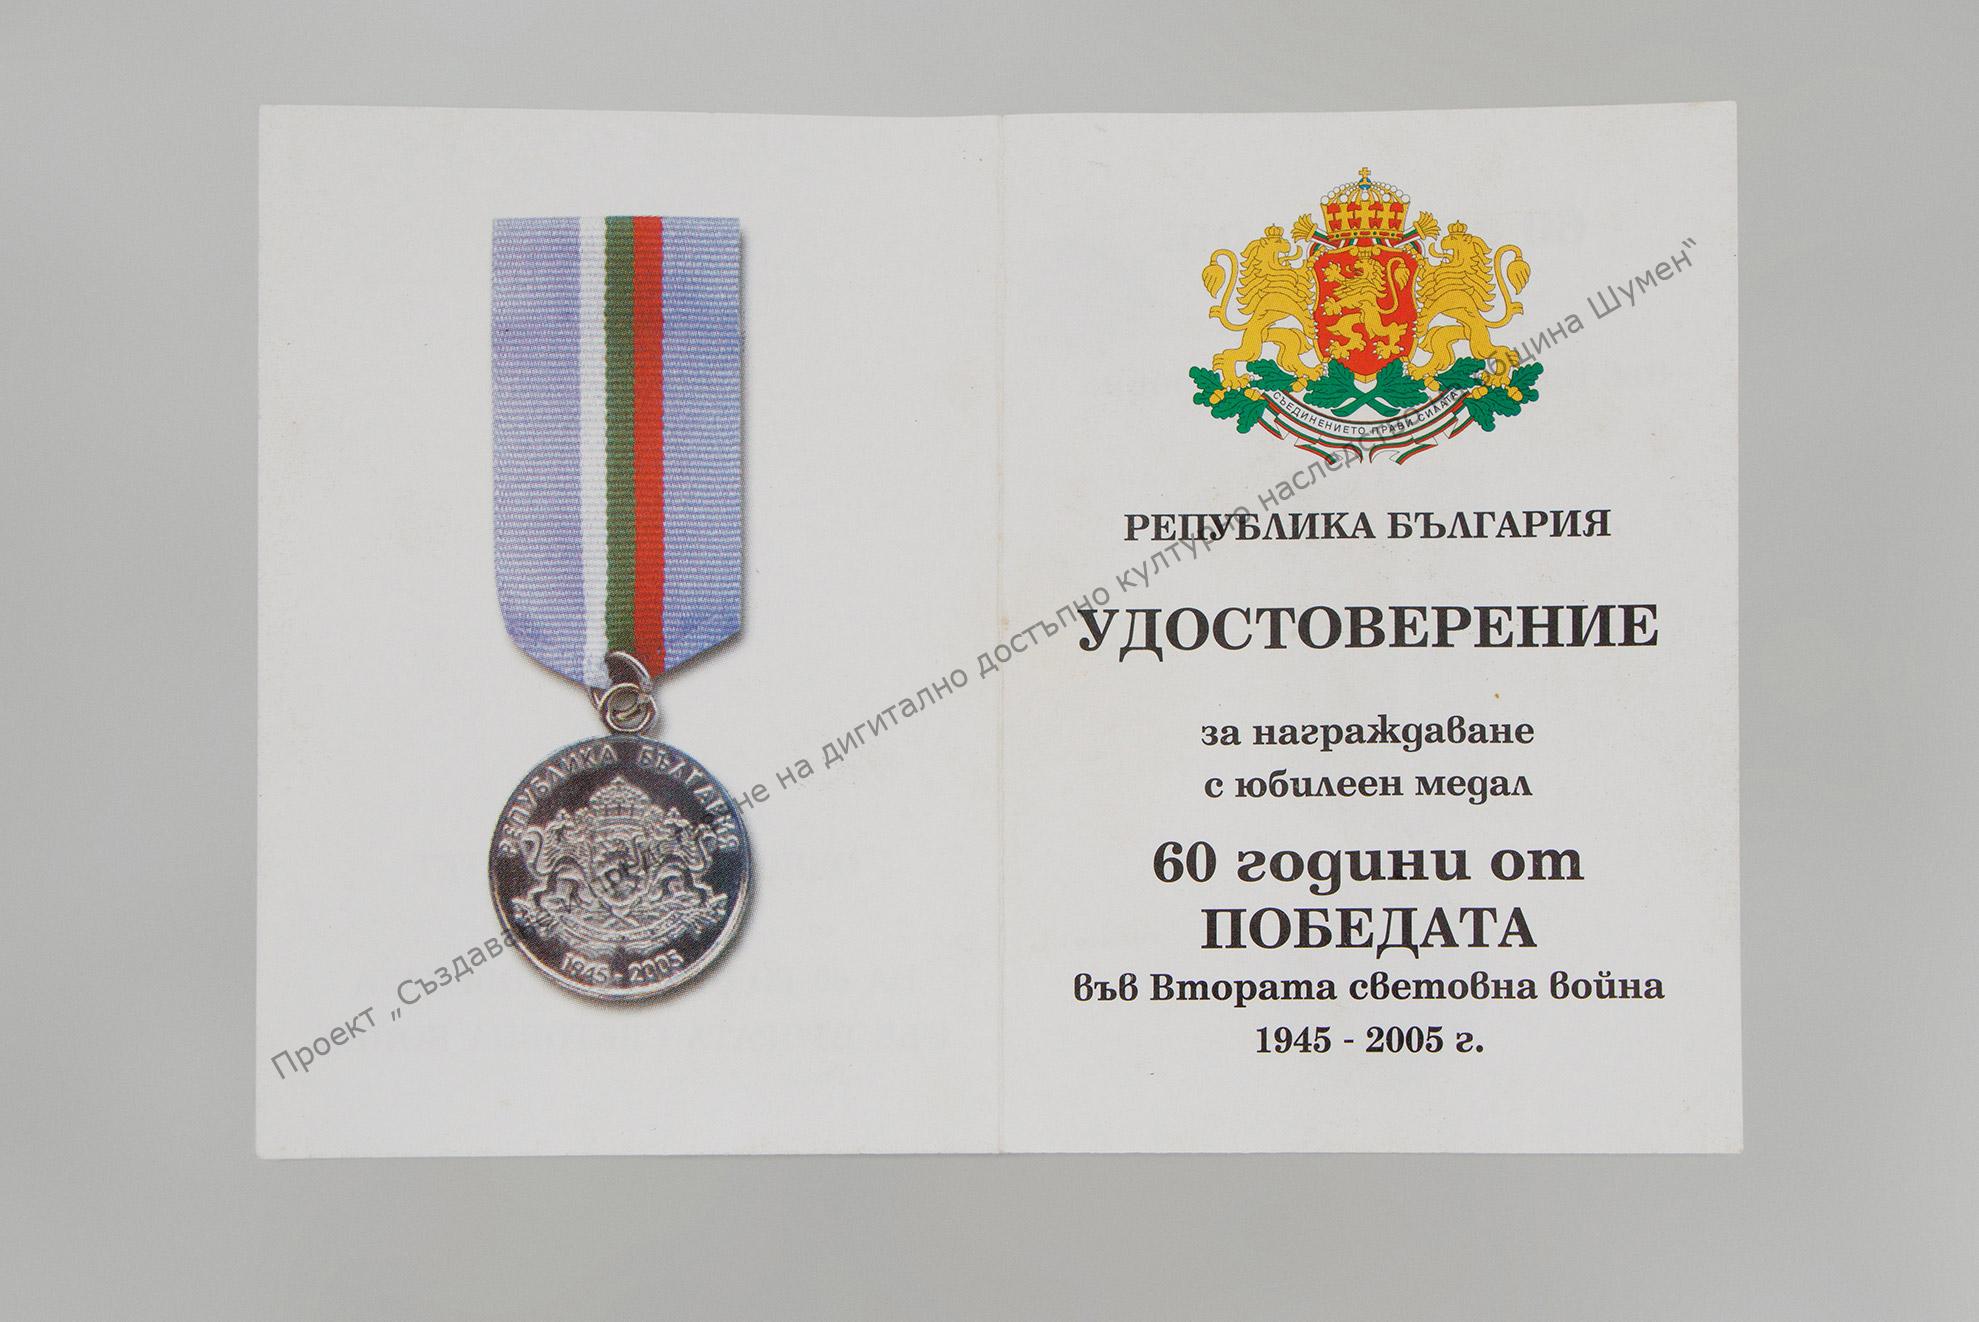 РЕПУБЛИКА БЪЛГАРИЯ
1945 - 2005
СЪЕДИНЕНИЕТО ПРАВИ СИЛАТА
РЕПУБЛИКА БЪЛГАРИЯ
УДОСТОВЕРЕНИЕ
за награждаване
с юбилеен медал
60 години от
ПОБЕДАТА
във Втората световна война
1945 - 2005 г.
Проект „Създаване и предлагане на дигитално достъпно културно наследство в община Шумен“